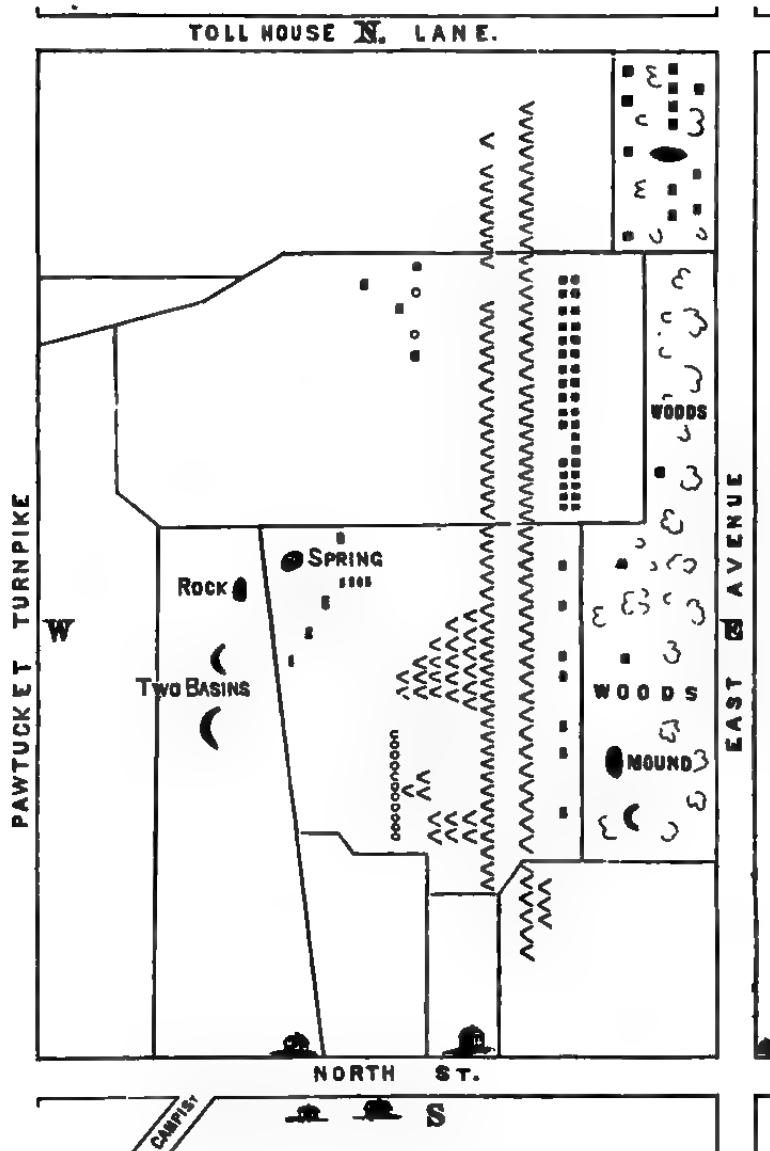 TOLL HOUSE N. LANE.
WOODS
PAWTUCKET TURNPIKE
W
SPRING
ROCK
TWO BASINS
WOODS
MOUND
EAST E AVENUE
NORTH ST.
CAMP ST
S